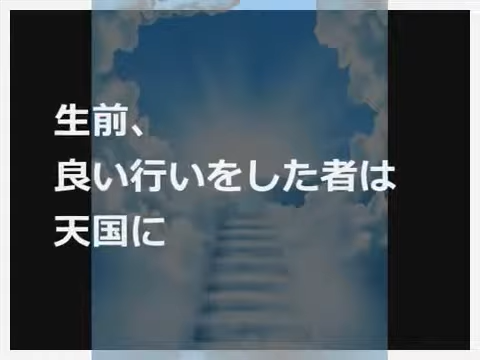 生前、
良い行いをした者は
天国に